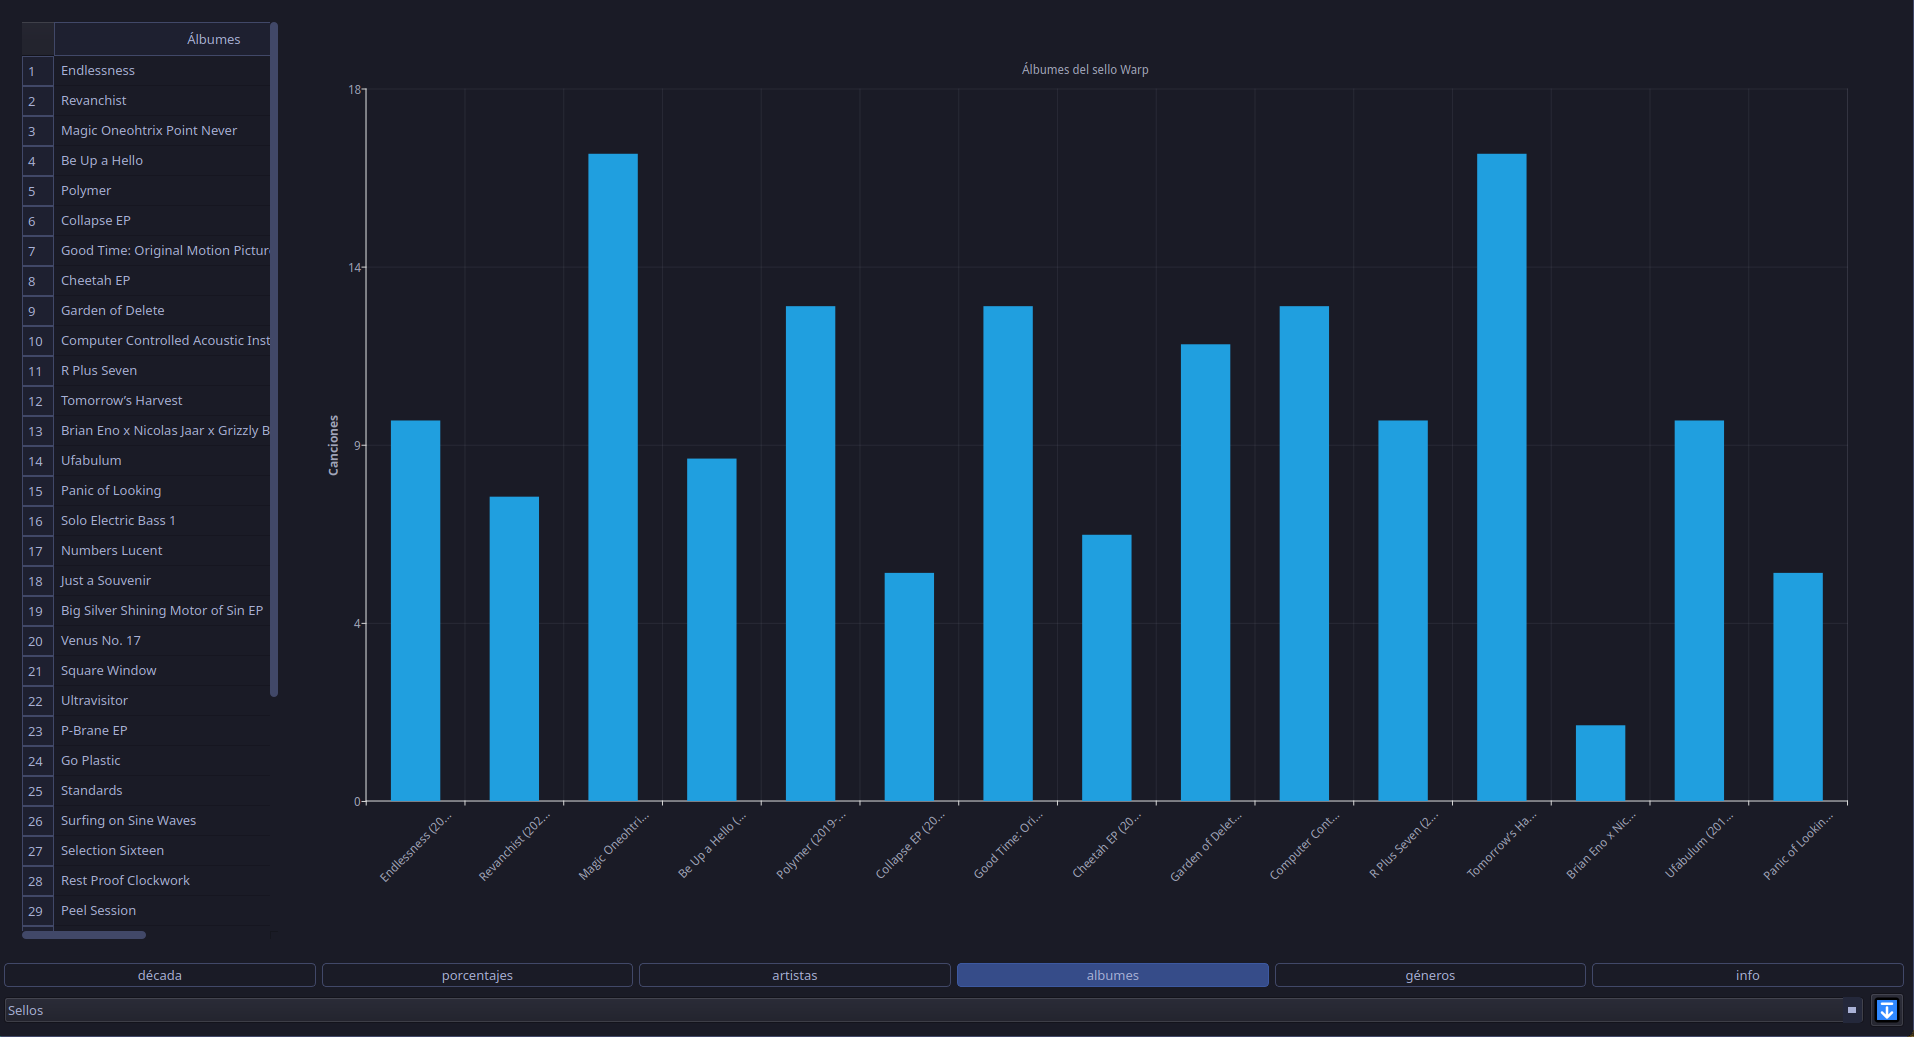 Álbumes
1 Endlessness
2 Revanchist
3 Magic Oneohtrix Point Never
4 Be Up a Hello
5 Polymer
6 Collapse EP
7 Good Time: Original Motion Pictur
8 Cheetah EP
9 Garden of Delete
10 Computer Controlled Acoustic Inst
11 R Plus Seven
12 Tomorrow's Harvest
13 Brian Eno x Nicolas Jaar x Grizzly B
14 Ufabulum
15 Panic of Looking
16 Solo Electric Bass 1
17 Numbers Lucent
18 Just a Souvenir
19 Big Silver Shining Motor of Sin EP
20 Venus No. 17
21 Square Window
22 Ultravisitor
23 P-Brane EP
24 Go Plastic
25 Standards
26 Surfing on Sine Waves
27 Selection Sixteen
28 Rest Proof Clockwork
29 Peel Session
Álbumes del sello Warp
18
14
9
4
0
Canciones
Endlessness (20...
Revanchist (202...
Magic Oneohtri...
Be Up a Hello (...
Polymer (2019-...
Collapse EP (20...
Good Time: Ori...
Cheetah EP (20...
Garden of Delet...
Computer Cont...
R Plus Seven (2...
Tomorrow's Ha...
Brian Eno x Nic...
Ufabulum (201...
Panic of Lookin...
década
porcentajes
artistas
albumes
géneros
info
Sellos